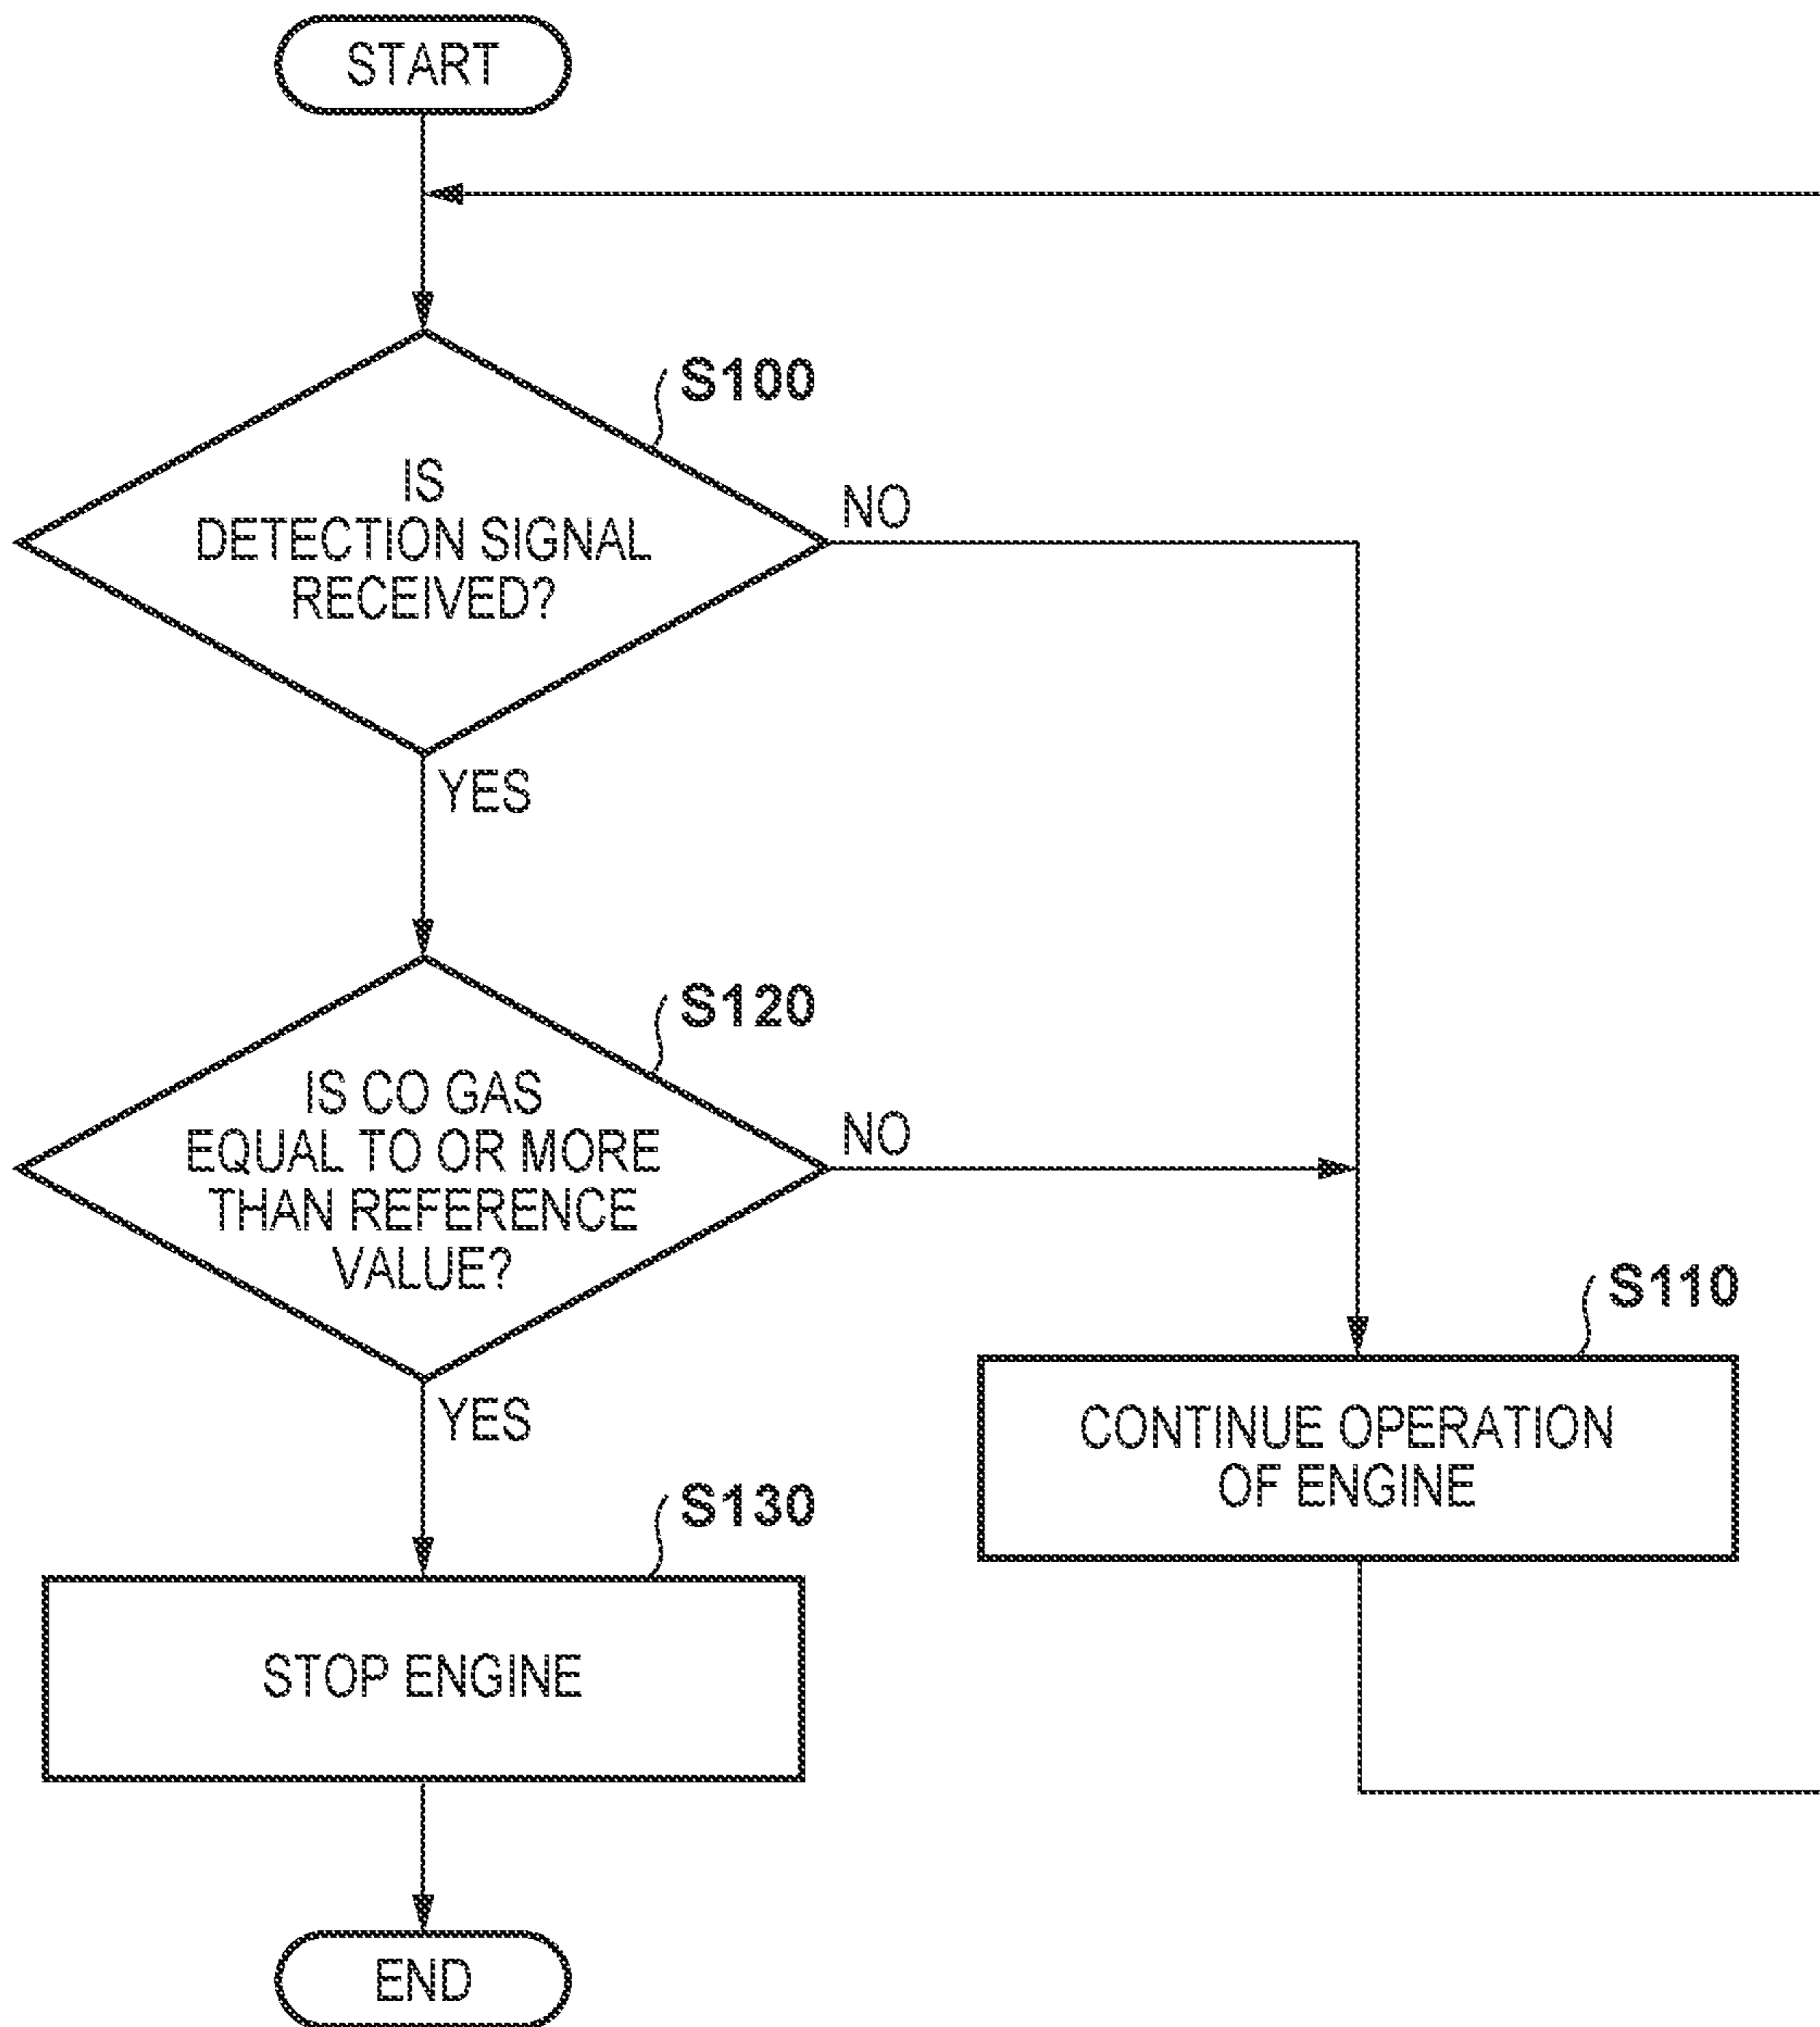 START
S100
IS
DETECTION SIGNAL
RECEIVED?
NO
YES
S120
IS CO GAS
EQUAL TO OR MORE
THAN REFERENCE
VALUE?
NO
YES
S110
CONTINUE OPERATION
OF ENGINE
S130
STOP ENGINE
END